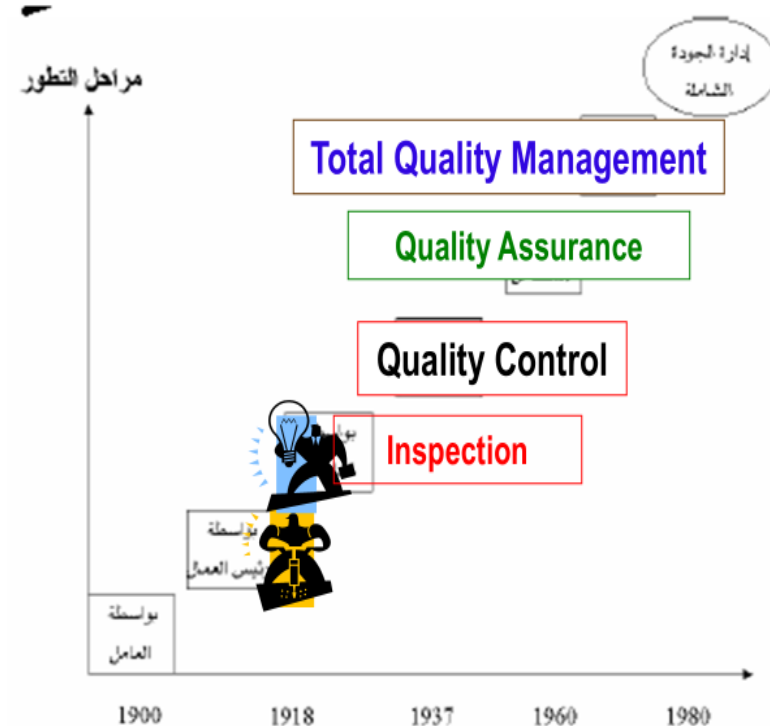 إدارة الجودة
الشاملة
مراحل التطور
Total Quality Management
Quality Assurance
Quality Control
Inspection
بواسطة
رئيس العمال
بواسطة
العامل
1900 1918 1937 1960 1980